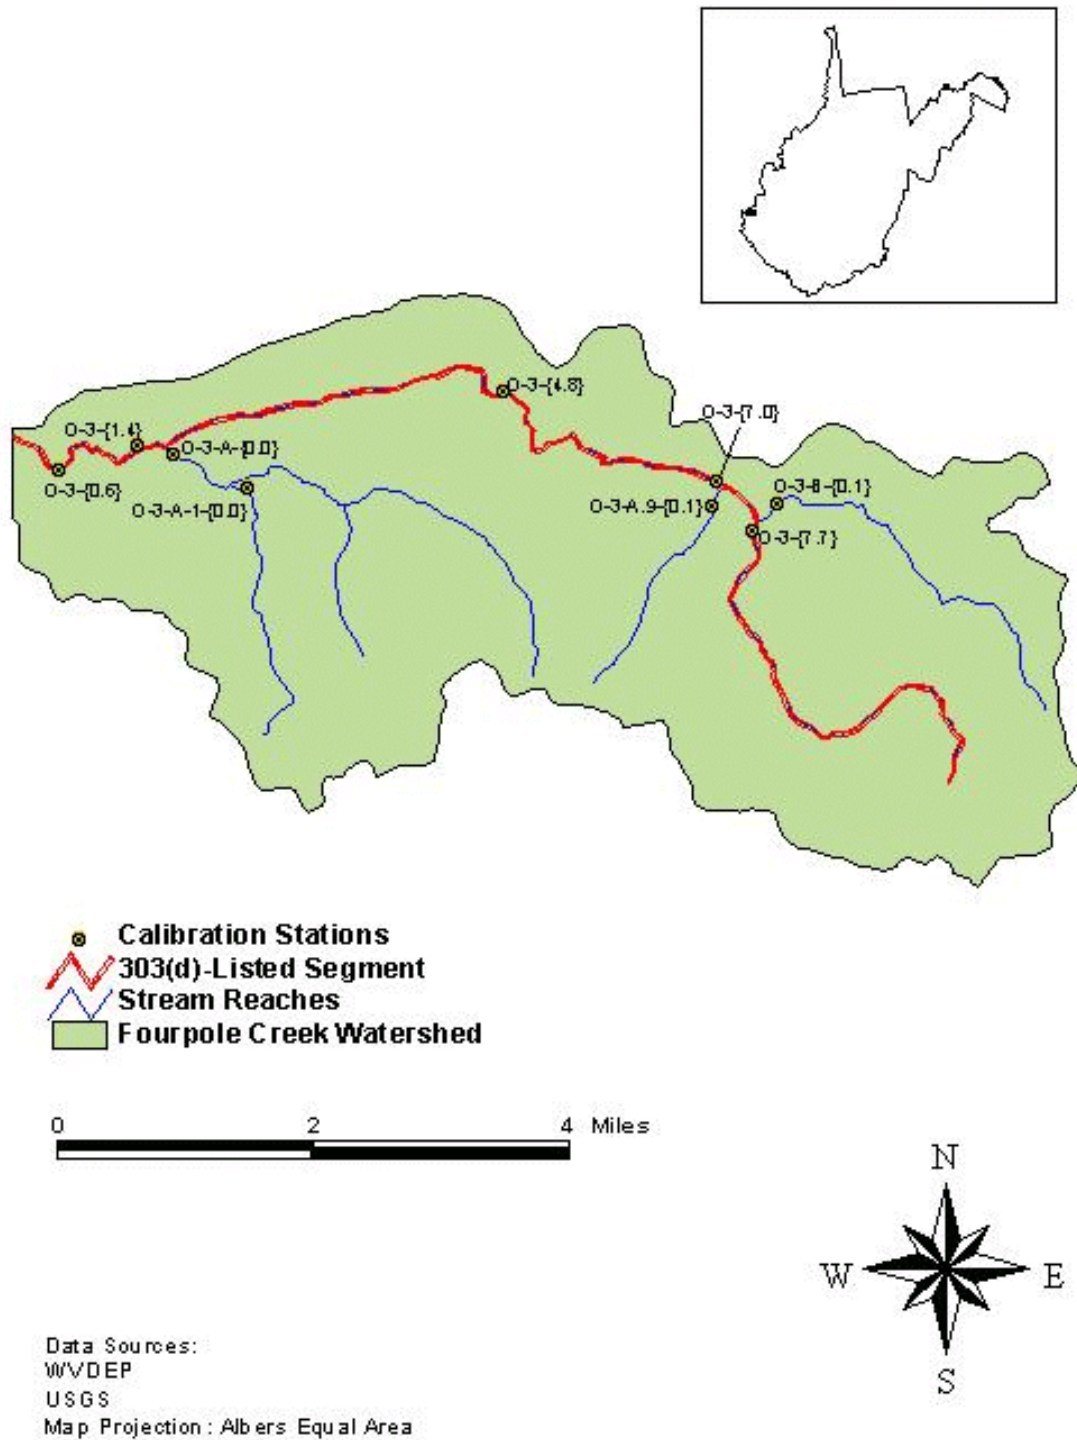 O-3-{4.8}
O-3-{7.0}
O-3-{1.4}
O-3-A-{0.0}
O-3-{0.6}
O-3-B-{0.1}
O-3-A-1-{0.0}
O-3-A.9-{0.1}
O-3-{7.7}
Calibration Stations
303(d)-Listed Segment
Stream Reaches
Fourpole Creek Watershed
0 2 4 Miles
N
W E
S
Data Sources:
WVDEP
USGS
Map Projection: Albers Equal Area